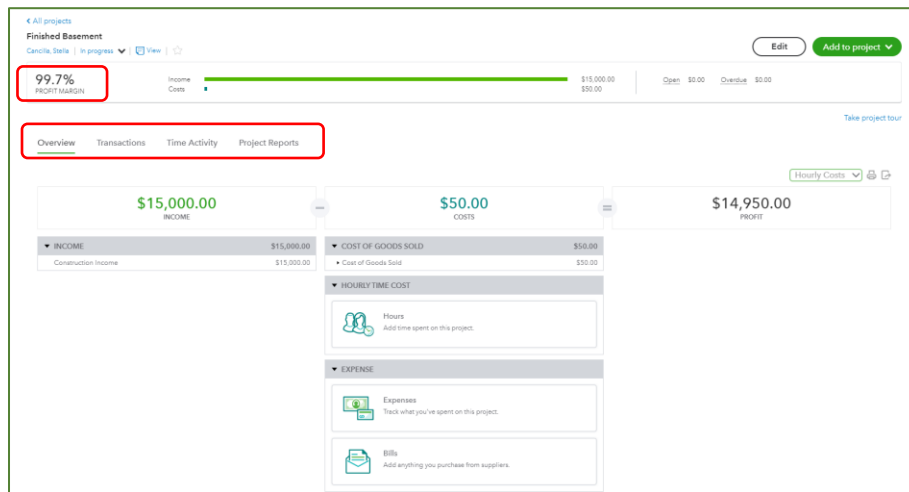 All projects
Finished Basement
Cancilla, Stella | In progress | View |
Edit
Add to project
99.7%
PROFIT MARGIN
Income
$15,000.00
Costs
$50.00
Open $0.00 Overdue $0.00
Take project tour
Overview Transactions Time Activity Project Reports
Hourly Costs
$15,000.00
INCOME
–
$50.00
COSTS
=
$14,950.00
PROFIT
INCOME $15,000.00
Construction Income $15,000.00
COST OF GOODS SOLD $50.00
Cost of Goods Sold $50.00
HOURLY TIME COST
Hours
Add time spent on this project.
EXPENSE
Expenses
Track what you've spent on this project.
Bills
Add anything you purchase from suppliers.